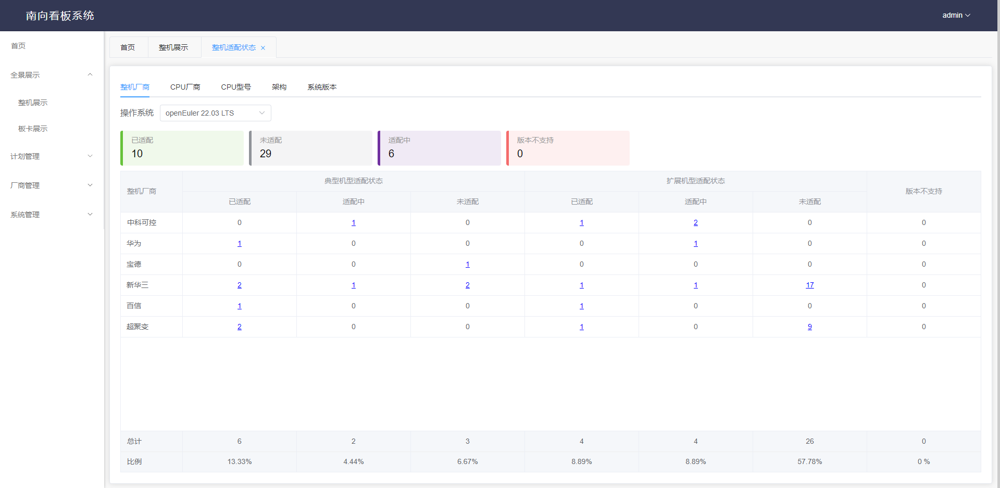 南向看板系统
admin
首页
全景展示
整机展示
板卡展示
计划管理
厂商管理
系统管理
首页 整机展示 整机适配状态
整机厂商 CPU厂商 CPU型号 架构 系统版本
操作系统 openEuler 22.03 LTS
已适配 未适配 适配中 版本不支持
10 29 6 0
整机厂商 典型机型适配状态 扩展机型适配状态 版本不支持
已适配 适配中 未适配 已适配 适配中 未适配
中科可控 0 1 0 1 2 0 0
华为 1 0 0 0 1 0 0
宝德 0 0 1 0 0 0 0
新华三 2 1 2 1 1 17 0
百信 1 0 0 1 0 0 0
超聚变 2 0 0 1 0 9 0
总计 6 2 3 4 4 26 0
比例 13.33% 4.44% 6.67% 8.89% 8.89% 57.78% 0 %